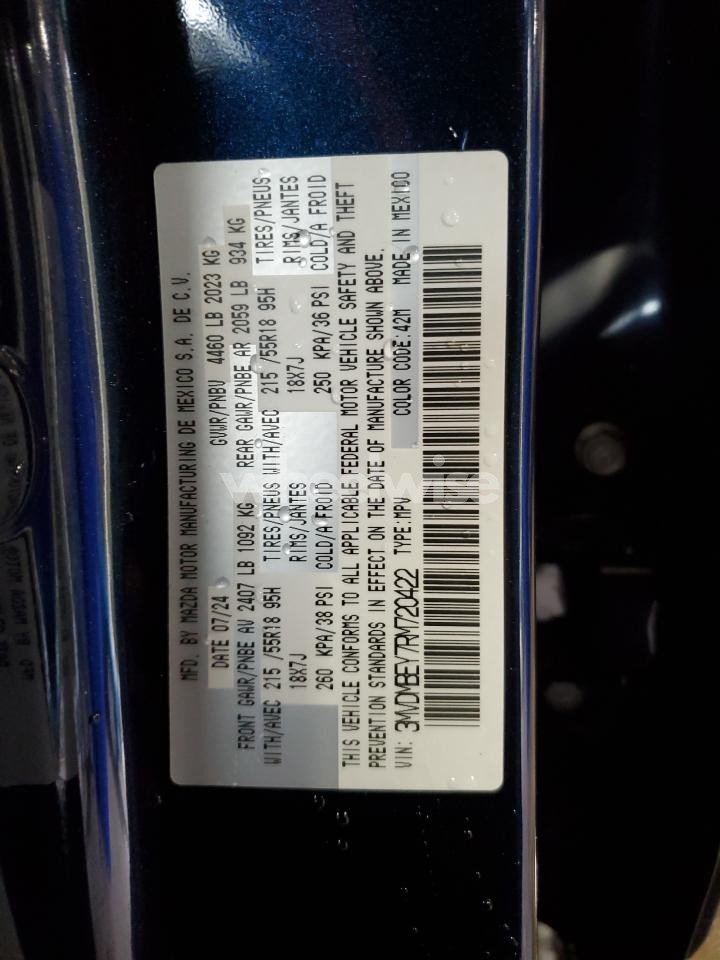 MFD. BY MAZDA MOTOR MANUFACTURING DE MEXICO S.A. DE C.V.
DATE 07/24 GVWR/PNBV 4460 LB 2023 KG
FRONT GAWR/PNBE AV 2407 LB 1092 KG REAR GAWR/PNBE AR 2059 LB 934 KG
WITH/AVEC 215 /55R18 95H TIRES/PNEUS WITH/AVEC 215 /55R18 95H TIRES/PNEUS
18X7J RIMS/JANTES 18X7J RIMS/JANTES
260 KPA/38 PSI COLD/A FROID 250 KPA/36 PSI COLD/A FROID
THIS VEHICLE CONFORMS TO ALL APPLICABLE FEDERAL MOTOR VEHICLE SAFETY AND THEFT
PREVENTION STANDARDS IN EFFECT ON THE DATE OF MANUFACTURE SHOWN ABOVE.
VIN: 3MVDMBEY7RM720422 TYPE:MPV COLOR CODE:42M MADE IN MEXICO